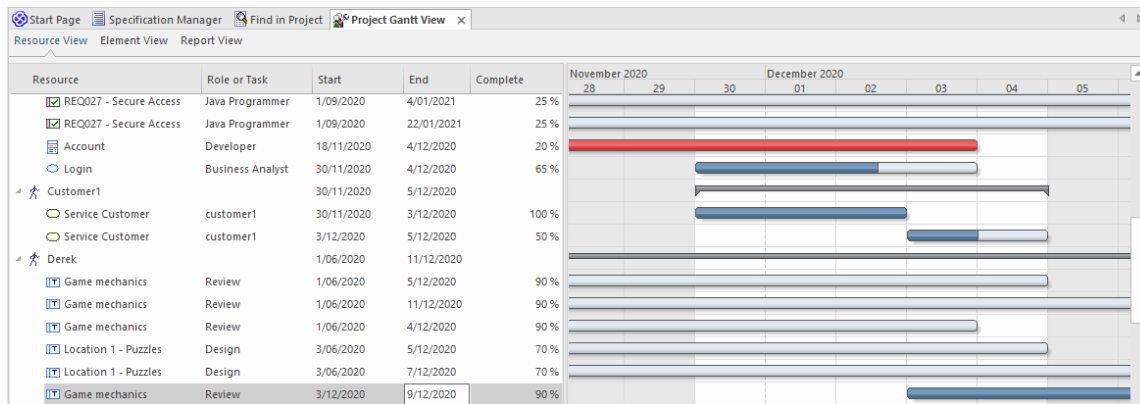 Start Page Specification Manager Find in Project Project Gantt View ×
Resource View Element View Report View
Resource Role or Task Start End Complete November 2020 December 2020
28 29 30 01 02 03 04 05
REQ027 - Secure Access Java Programmer 1/09/2020 4/01/2021 25 %
REQ027 - Secure Access Java Programmer 1/09/2020 22/01/2021 25 %
Account Developer 18/11/2020 4/12/2020 20 %
Login Business Analyst 30/11/2020 4/12/2020 65 %
Customer1 30/11/2020 5/12/2020
Service Customer customer1 30/11/2020 3/12/2020 100 %
Service Customer customer1 3/12/2020 5/12/2020 50 %
Derek 1/06/2020 11/12/2020
Game mechanics Review 1/06/2020 5/12/2020 90 %
Game mechanics Review 1/06/2020 11/12/2020 90 %
Game mechanics Review 1/06/2020 4/12/2020 90 %
Location 1 - Puzzles Design 3/06/2020 5/12/2020 70 %
Location 1 - Puzzles Design 3/06/2020 7/12/2020 70 %
Game mechanics Review 3/12/2020 9/12/2020 90 %